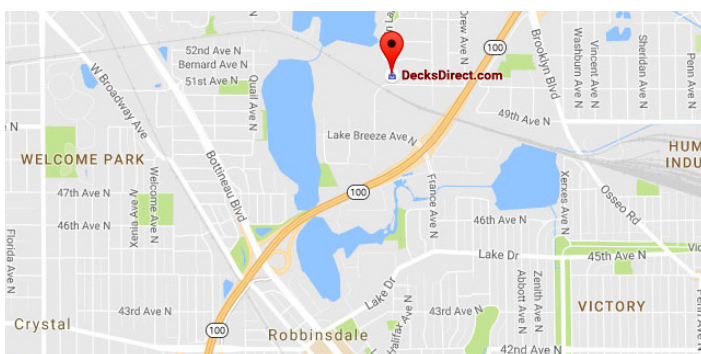 52nd Ave N
Bernard Ave N
51st Ave N
W Broadway Ave
Quail Ave N
Drew Ave N
100
Brooklyn Blvd
Vincent Ave N
Washburn Ave N
Sheridan Ave N
Penn Ave N
DecksDirect.com
49th Ave N
Lake Breeze Ave N
WELCOME PARK
Bottineau Blvd
HUM
INDU
47th Ave N
46th Ave N
Welcome Ave N
Xenia Ave N
100
France Ave N
Xerxes Ave N
Osseo Rd
46th Ave N
Florida Ave N
Lake Dr
45th Ave N
Vic
Zenith Ave N
Abbott Ave N
Lake Dr
43rd Ave N
43rd Ave N
Halifax Ave N
VICTORY
Penn
Crystal
100
Robbinsdale
42nd Ave N